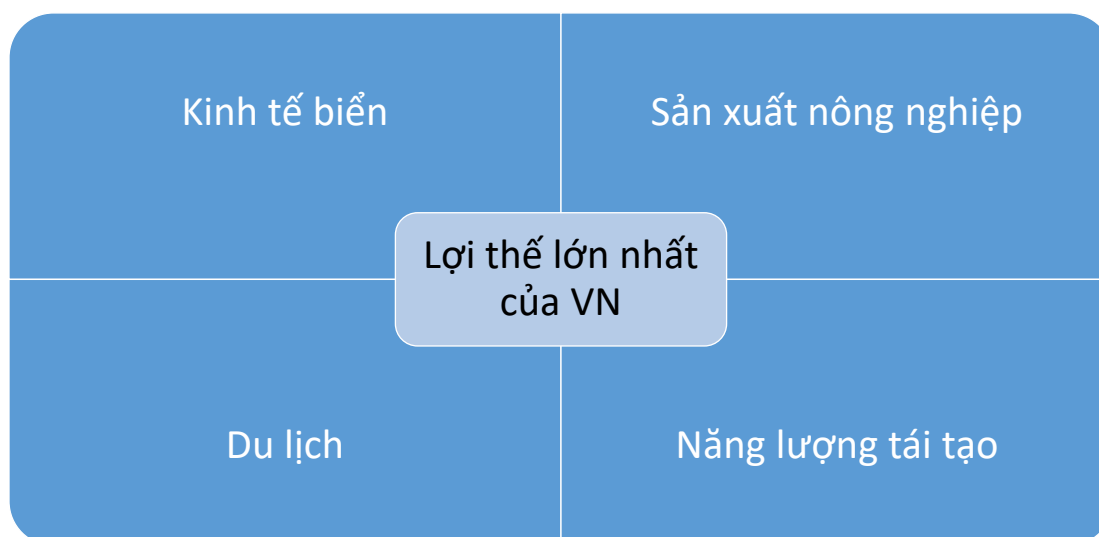 Kinh tế biển
Sản xuất nông nghiệp
Lợi thế lớn nhất
của VN
Du lịch
Năng lượng tái tạo